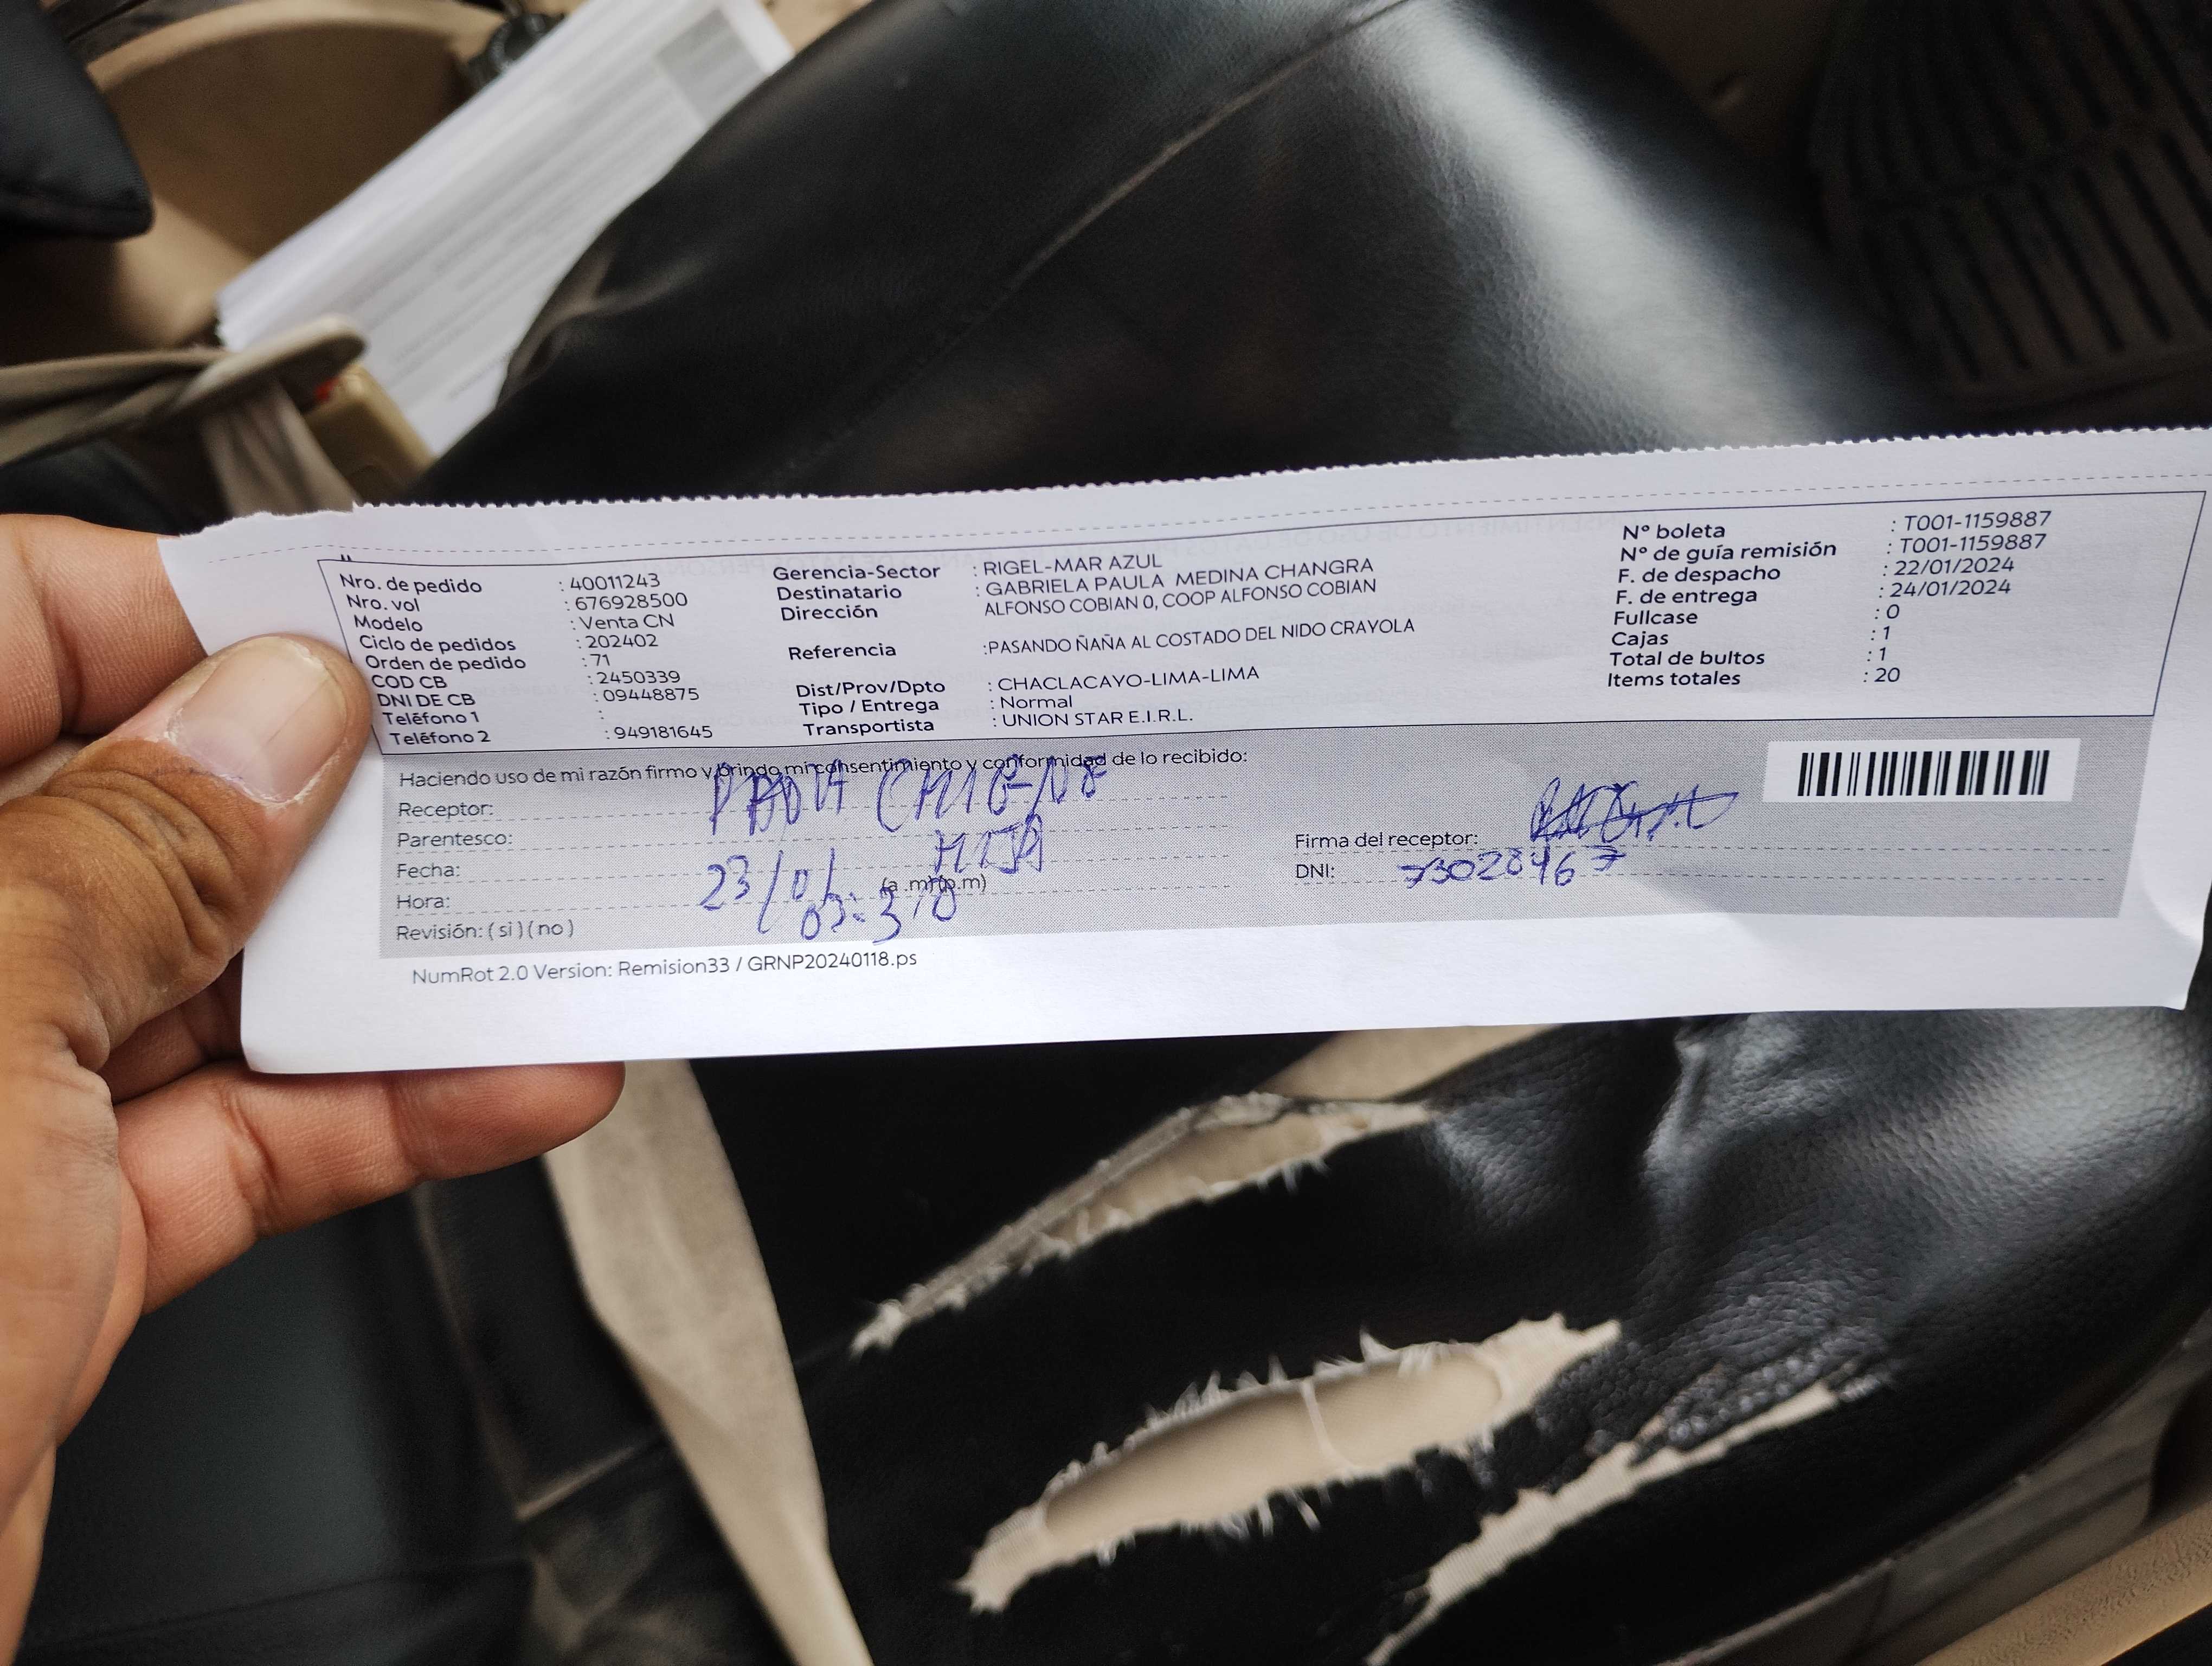 Nro. de pedido : 40011243
Nro. vol : 676928500
Modelo : Venta CN
Ciclo de pedidos : 202402
Orden de pedido : 71
COD CB : 2450339
DNI DE CB : 09448875
Teléfono 1 :
Teléfono 2 : 949181645
Gerencia-Sector : RIGEL-MAR AZUL
Destinatario : GABRIELA PAULA MEDINA CHANGRA
Dirección ALFONSO COBIAN 0, COOP ALFONSO COBIAN
Referencia :PASANDO ÑAÑA AL COSTADO DEL NIDO CRAYOLA
Dist/Prov/Dpto : CHACLACAYO-LIMA-LIMA
Tipo / Entrega : Normal
Transportista : UNION STAR E.I.R.L.
N° boleta : T001-1159887
N° de guía remisión : T001-1159887
F. de despacho : 22/01/2024
F. de entrega : 24/01/2024
Fullcase : 0
Cajas : 1
Total de bultos : 1
Items totales : 20
Haciendo uso de mi razón firmo y brindo mi consentimiento y conformidad de lo recibido:
Receptor:
Parentesco:
Fecha: 23/01
Hora: (a.m)(p.m)
Revisión: ( si ) ( no )
Firma del receptor:
DNI: 73028467
NumRot 2.0 Version: Remision33 / GRNP20240118.ps